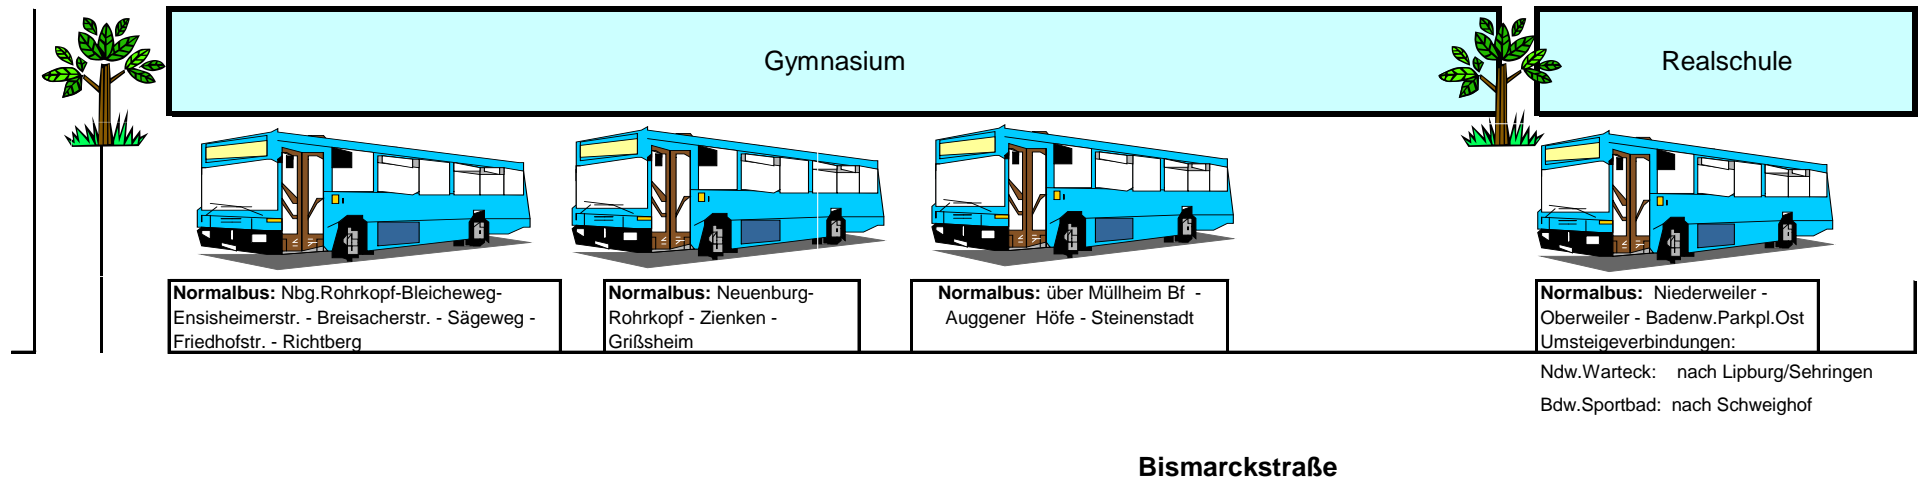 Gymnasium
Realschule
Normalbus: Nbg.Rohrkopf-Bleicheweg-
Ensisheimerstr. - Breisacherstr. - Sägeweg -
Friedhofstr. - Richtberg
Normalbus: Neuenburg-
Rohrkopf - Zienken -
Grißsheim
Normalbus: über Müllheim Bf -
Auggener Höfe - Steinenstadt
Normalbus: Niederweiler -
Oberweiler - Badenw.Parkpl.Ost
Umsteigeverbindungen:
Ndw.Warteck: nach Lipburg/Sehringen
Bdw.Sportbad: nach Schweighof
Bismarckstraße